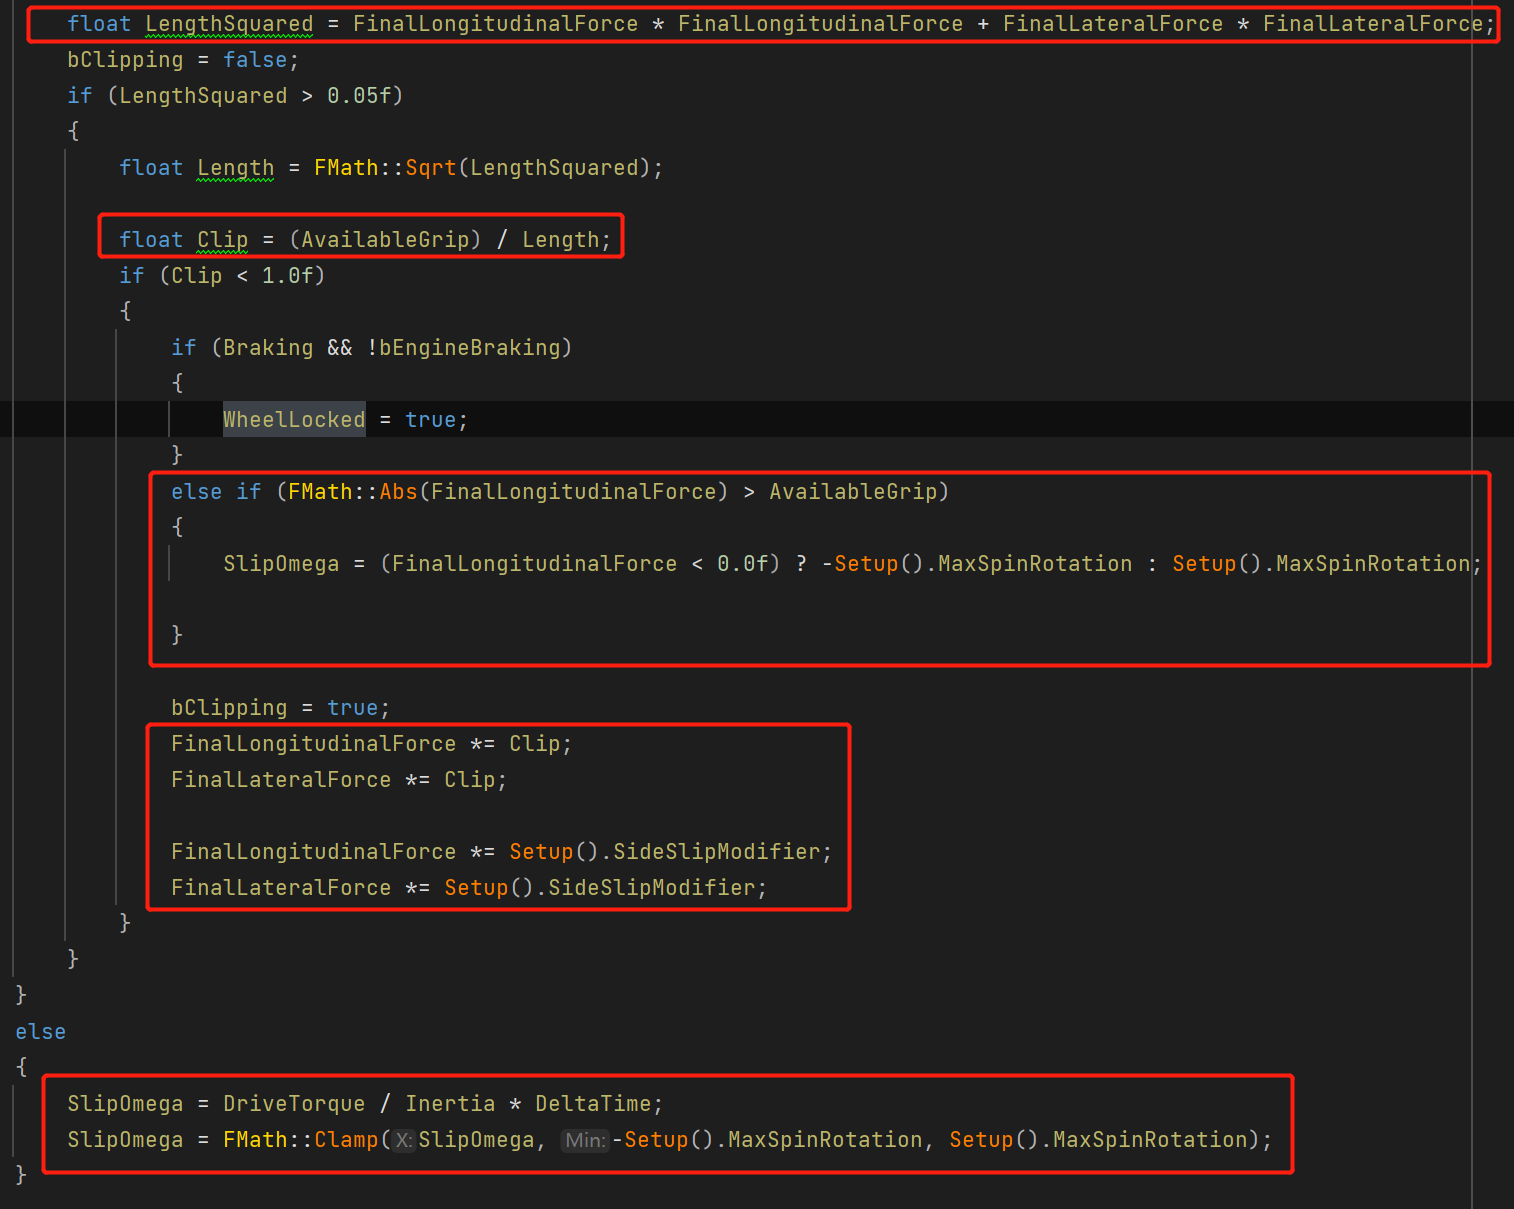 float LengthSquared = FinalLongitudinalForce * FinalLongitudinalForce + FinalLateralForce * FinalLateralForce;
bClipping = false;
if (LengthSquared > 0.05f)
{
float Length = FMath::Sqrt(LengthSquared);
float Clip = (AvailableGrip) / Length;
if (Clip < 1.0f)
{
if (Braking && !bEngineBraking)
{
WheelLocked = true;
}
else if (FMath::Abs(FinalLongitudinalForce) > AvailableGrip)
{
SlipOmega = (FinalLongitudinalForce < 0.0f) ? -Setup().MaxSpinRotation : Setup().MaxSpinRotation;
}
bClipping = true;
FinalLongitudinalForce *= Clip;
FinalLateralForce *= Clip;
FinalLongitudinalForce *= Setup().SideSlipModifier;
FinalLateralForce *= Setup().SideSlipModifier;
}
}
}
else
{
SlipOmega = DriveTorque / Inertia * DeltaTime;
SlipOmega = FMath::Clamp(X:SlipOmega, Min:-Setup().MaxSpinRotation, Setup().MaxSpinRotation);
}